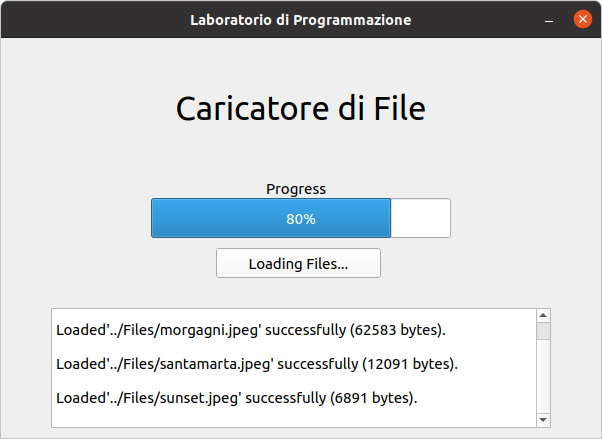 Laboratorio di Programmazione
Caricatore di File
Progress
80%
Loading Files...
Loaded'../Files/morgagni.jpeg' successfully (62583 bytes).
Loaded'../Files/santamarta.jpeg' successfully (12091 bytes).
Loaded'../Files/sunset.jpeg' successfully (6891 bytes).